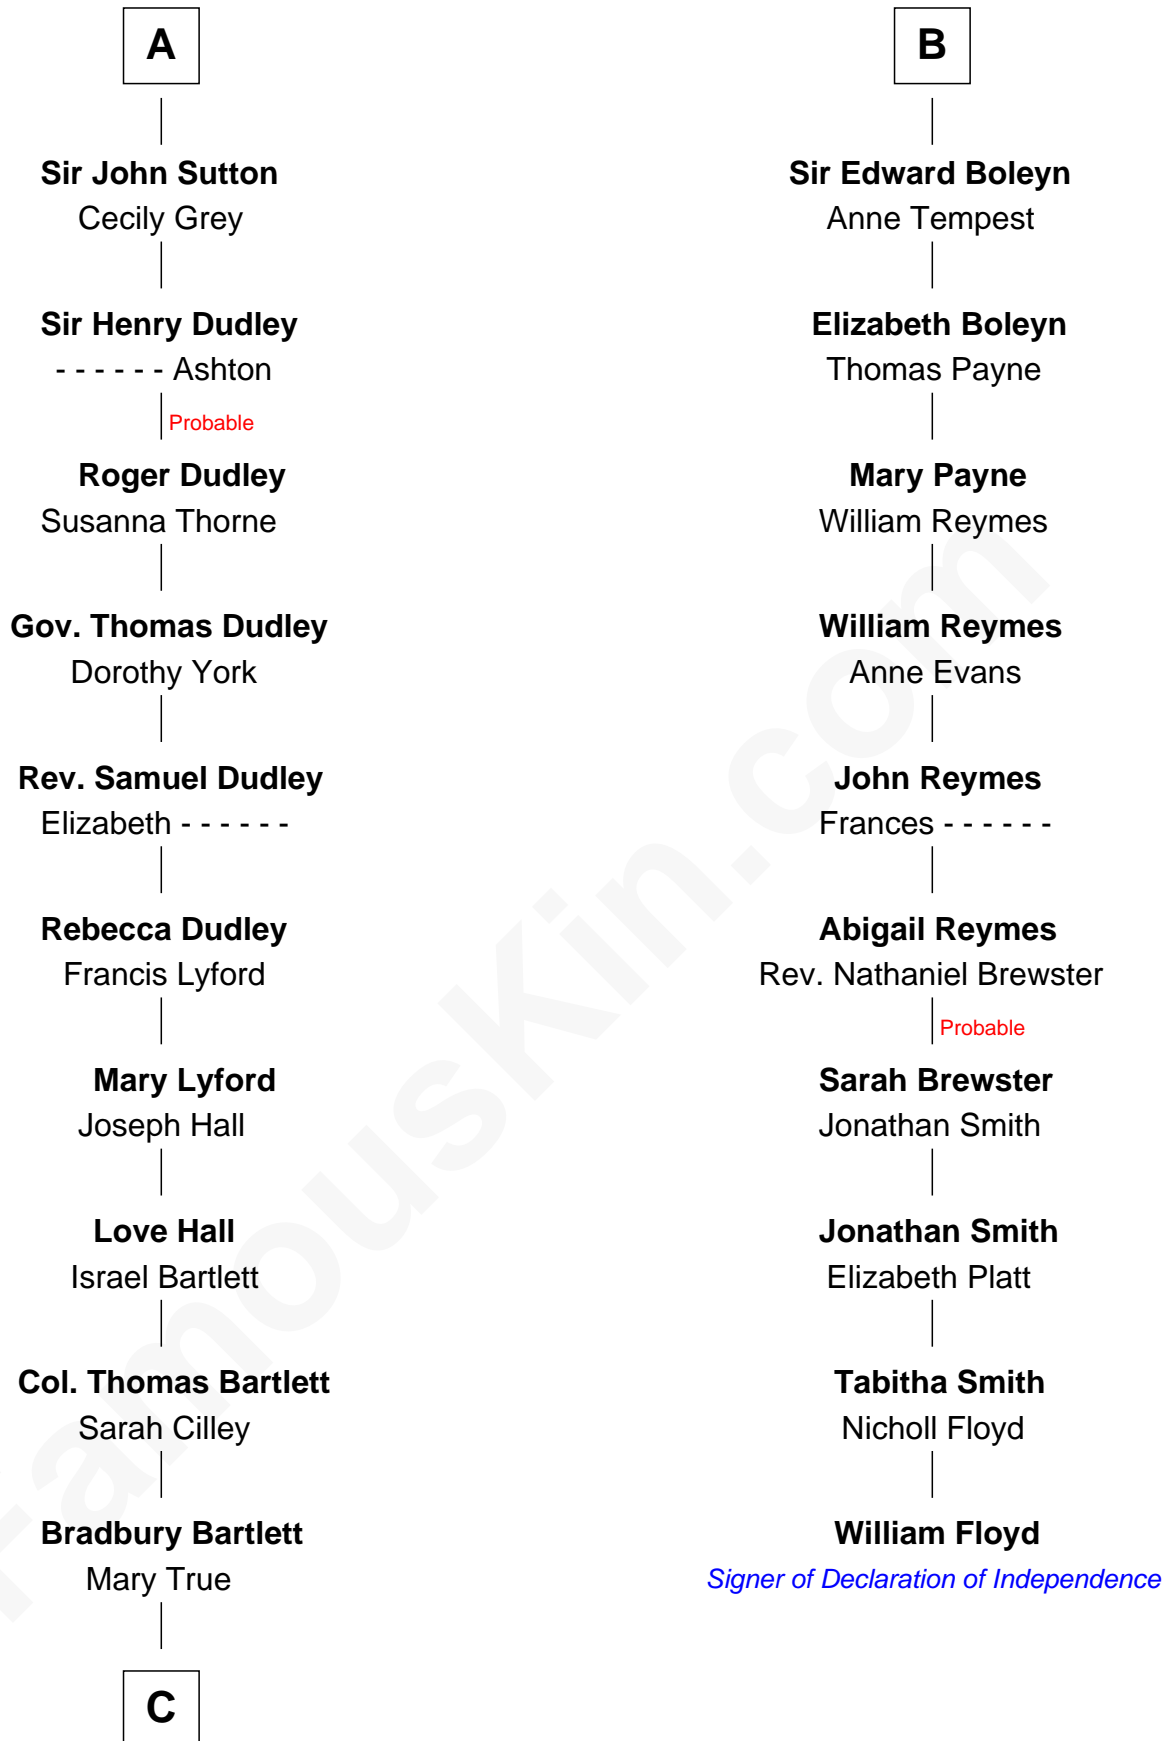 A
Sir John Sutton
Cecily Grey
Sir Henry Dudley
- - - - - - Ashton
Probable
Roger Dudley
Susanna Thorne
Gov. Thomas Dudley
Dorothy York
Rev. Samuel Dudley
Elizabeth - - - - - -
Rebecca Dudley
Francis Lyford
Mary Lyford
Joseph Hall
Love Hall
Israel Bartlett
Col. Thomas Bartlett
Sarah Cilley
Bradbury Bartlett
Mary True
C
B
Sir Edward Boleyn
Anne Tempest
Elizabeth Boleyn
Thomas Payne
Mary Payne
William Reymes
William Reymes
Anne Evans
John Reymes
Frances - - - - - -
Abigail Reymes
Rev. Nathaniel Brewster
Probable
Sarah Brewster
Jonathan Smith
Jonathan Smith
Elizabeth Platt
Tabitha Smith
Nicholl Floyd
William Floyd
Signer of Declaration of Independence
FamousKin.com